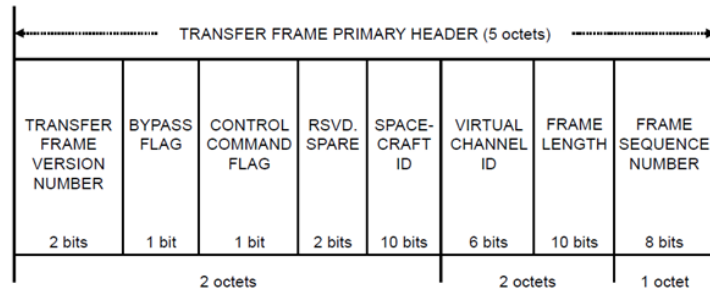 TRANSFER FRAME PRIMARY HEADER (5 octets)
TRANSFER
FRAME
VERSION
NUMBER
BYPASS
FLAG
CONTROL
COMMAND
FLAG
RSVD.
SPARE
SPACE-
CRAFT
ID
VIRTUAL
CHANNEL
ID
FRAME
LENGTH
FRAME
SEQUENCE
NUMBER
2 bits
1 bit
1 bit
2 bits
10 bits
6 bits
10 bits
8 bits
2 octets
2 octets
1 octet